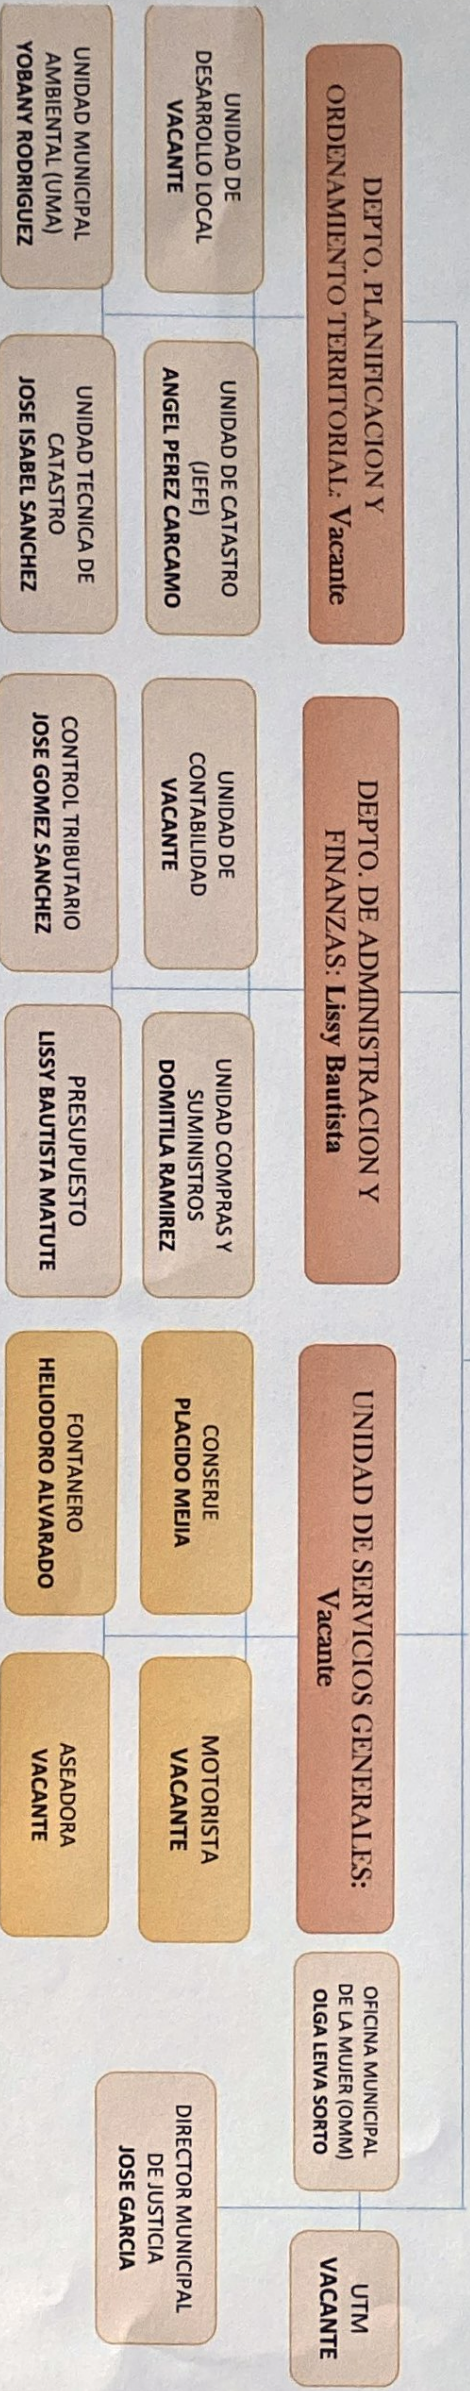 DEPTO. PLANIFICACION Y
ORDENAMIENTO TERRITORIAL: Vacante
UNIDAD DE
DESARROLLO LOCAL
VACANTE
UNIDAD DE CATASTRO
(JEFE)
ANGEL PEREZ CARCAMO
UNIDAD MUNICIPAL
AMBIENTAL (UMA)
YOBANY RODRIGUEZ
UNIDAD TECNICA DE
CATASTRO
JOSE ISABEL SANCHEZ
DEPTO. DE ADMINISTRACION Y
FINANZAS: Lissy Bautista
UNIDAD DE
CONTABILIDAD
VACANTE
UNIDAD COMPRAS Y
SUMINISTROS
DOMITILA RAMIREZ
CONTROL TRIBUTARIO
JOSE GOMEZ SANCHEZ
PRESUPUESTO
LISSY BAUTISTA MATUTE
UNIDAD DE SERVICIOS GENERALES:
Vacante
CONSERJE
PLACIDO MEJIA
MOTORISTA
VACANTE
FONTANERO
HELIODORO ALVARADO
ASEADORA
VACANTE
OFICINA MUNICIPAL
DE LA MUJER (OMM)
OLGA LEIVA SORTO
UTM
VACANTE
DIRECTOR MUNICIPAL
DE JUSTICIA
JOSE GARCIA